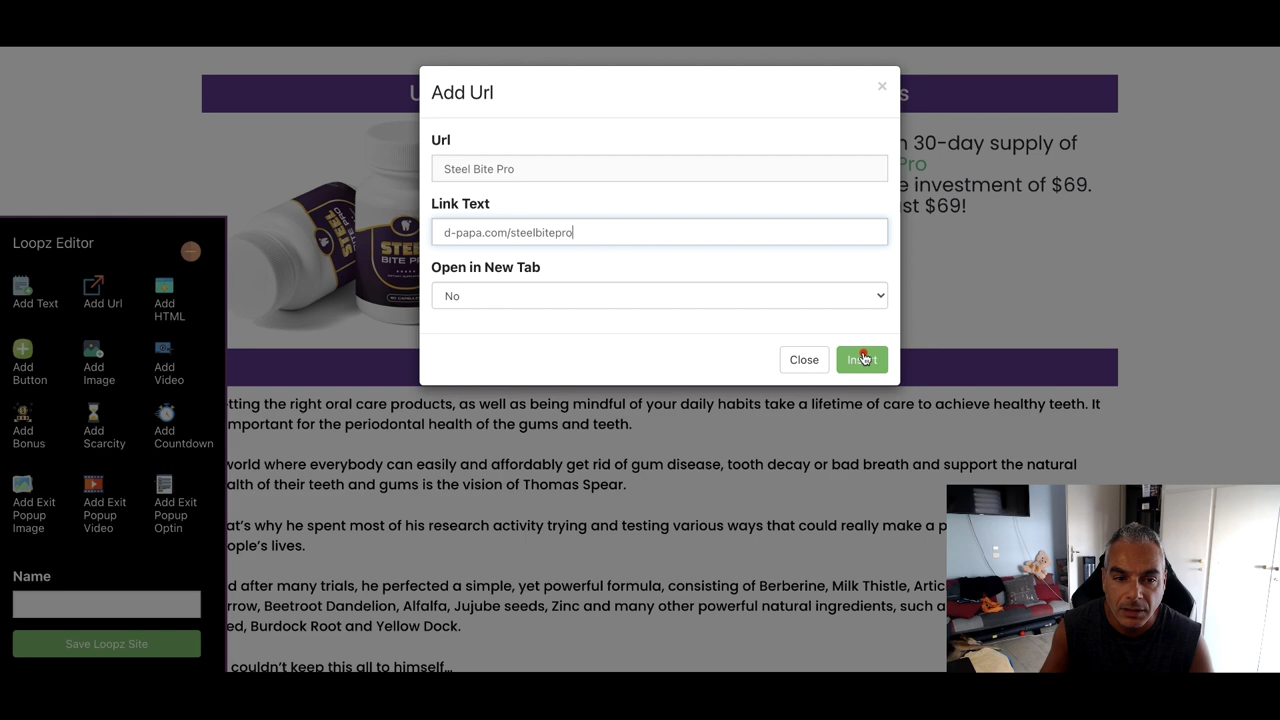 U
s
Add Url
×
Url
Steel Bite Pro
Link Text
d-papa.com/steelbitepro
Open in New Tab
No
Close
n 30-day supply of
Pro
e investment of $69.
st $69!
STEEL
BITE PRO
Loopz Editor
Add Text
Add Url
Add
HTML
Add
Button
Add
Image
Add
Video
Add
Bonus
Add
Scarcity
Add
Countdown
Add Exit
Popup
Image
Add Exit
Popup
Video
Add Exit
Popup
Optin
Name
Save Loopz Site
etting the right oral care products, as well as being mindful of your daily habits take a lifetime of care to achieve healthy teeth. It
mportant for the periodontal health of the gums and teeth.
world where everybody can easily and affordably get rid of gum disease, tooth decay or bad breath and support the natural
alth of their teeth and gums is the vision of Thomas Spear.
at's why he spent most of his research activity trying and testing various ways that could really make a
ople's lives.
d after many trials, he perfected a simple, yet powerful formula, consisting of Berberine, Milk Thistle, Artic
rrow, Beetroot Dandelion, Alfalfa, Jujube seeds, Zinc and many other powerful natural ingredients, such a
ed, Burdock Root and Yellow Dock.
couldn't keep this all to himself...